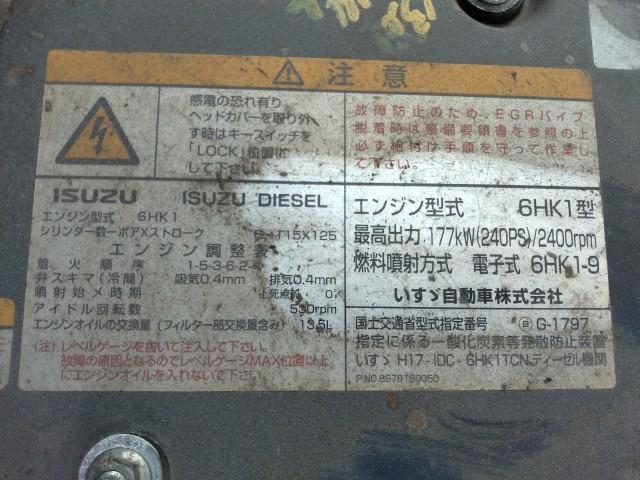 注意
感電の恐れ有り
ヘッドカバーを取り外
す時はキースイッチを
「LOCK」位置に
して下さい。
故障防止のため、EGRパイプ
脱着時は整備要領書を参照の上
必ず給付け手順を守って作業し
て下さい。
ISUZU ISUZU DIESEL
エンジン型式 6HK1
シリンダー数ーボアXストローク 115X125
エンジン調整表
着火順序 1-5-3-6-2-4
弁スキマ(冷間) 吸気0.4mm 排気0.4mm
噴射始メ時期 上死点前 0°
アイドル回転数 rpm
エンジンオイルの交換量(フィルター部交換量含み) 13.5L
(注).レベルゲージを抜いて注入して下さい。
故障の原因となるのでレベルゲージMAX位置以上
にエンジンオイルを入れないで下さい。
エンジン型式 6HK1型
最高出力 177kW(240PS)/2400rpm
燃料噴射方式 電子式 6HK1-9
いすゞ自動車株式会社
国土交通省型式指定番号 G-1797
指定に係る一酸化炭素等発散防止装置
いすゞ H17-IDC-6HK1TCN,ディーゼル機関
P.NO.8976190050